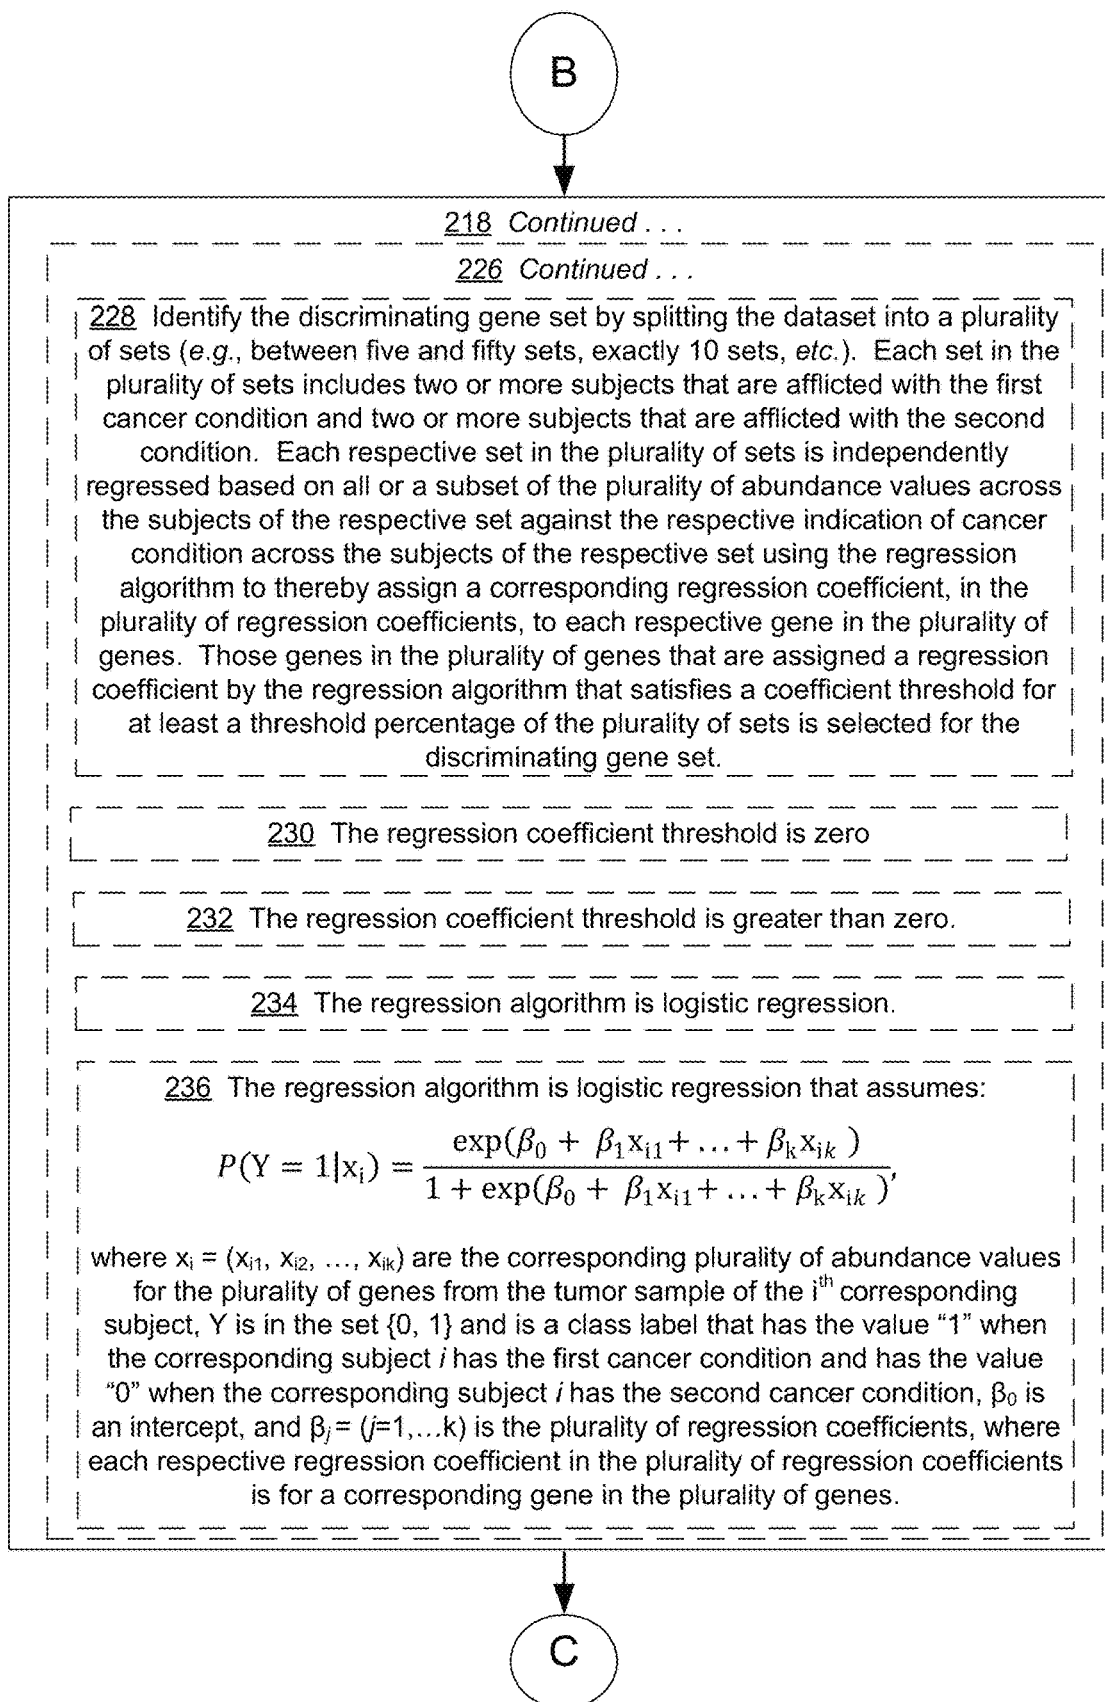 B
218 Continued . . .
226 Continued . . .
228 Identify the discriminating gene set by splitting the dataset into a plurality
of sets (e.g., between five and fifty sets, exactly 10 sets, etc.). Each set in the
plurality of sets includes two or more subjects that are afflicted with the first
cancer condition and two or more subjects that are afflicted with the second
condition. Each respective set in the plurality of sets is independently
regressed based on all or a subset of the plurality of abundance values across
the subjects of the respective set against the respective indication of cancer
condition across the subjects of the respective set using the regression
algorithm to thereby assign a corresponding regression coefficient, in the
plurality of regression coefficients, to each respective gene in the plurality of
genes. Those genes in the plurality of genes that are assigned a regression
coefficient by the regression algorithm that satisfies a coefficient threshold for
at least a threshold percentage of the plurality of sets is selected for the
discriminating gene set.
230 The regression coefficient threshold is zero
232 The regression coefficient threshold is greater than zero.
234 The regression algorithm is logistic regression.
236 The regression algorithm is logistic regression that assumes:
P(Y = 1|xᵢ) = exp(β₀ + β₁xᵢ₁+ … + βₖxᵢₖ ) / 1 + exp(β₀ + β₁xᵢ₁+ … + βₖxᵢₖ ),
where xᵢ = (xᵢ₁, xᵢ₂, …, xᵢₖ) are the corresponding plurality of abundance values
for the plurality of genes from the tumor sample of the iᵗʰ corresponding
subject, Y is in the set {0, 1} and is a class label that has the value “1” when
the corresponding subject i has the first cancer condition and has the value
“0” when the corresponding subject i has the second cancer condition, β₀ is
an intercept, and βⱼ = (j=1,…k) is the plurality of regression coefficients, where
each respective regression coefficient in the plurality of regression coefficients
is for a corresponding gene in the plurality of genes.
C